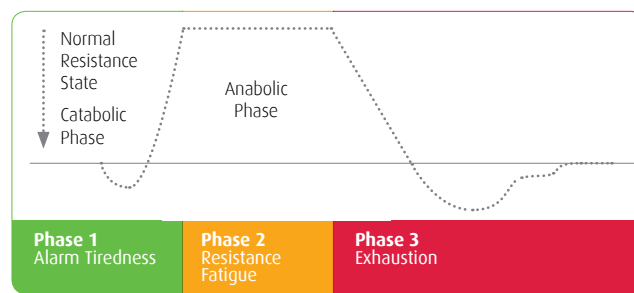 Normal
Resistance
State
Catabolic
Phase
Anabolic
Phase
Phase 1
Alarm Tiredness
Phase 2
Resistance
Fatigue
Phase 3
Exhaustion